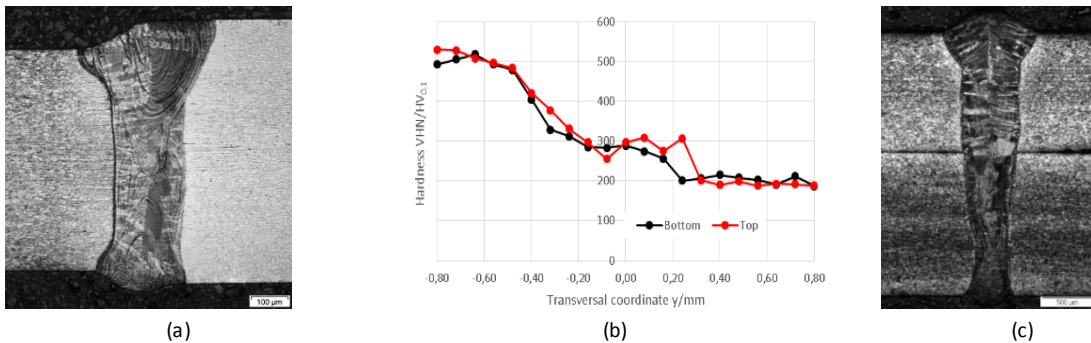 100 µm
(a)
Hardness VHN/HV0.1
600
500
400
300
200
100
0
-0,80
-0,60
-0,40
-0,20
0,00
0,20
0,40
0,60
0,80
Bottom
Top
Transversal coordinate y/mm
(b)
500 µm
(c)